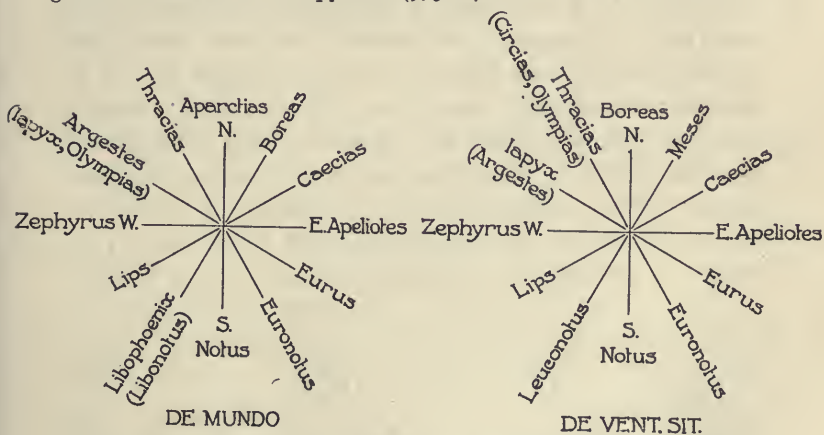 Thracias
Aparctias
N.
Boreas
Argestes
(Iapyx, Olympias)
Caecias
Zephyrus W.
E. Apeliotes
Lips
Eurus
Libophoenix
(Libonotus)
S.
Notus
Euronotus
DE MUNDO
Thracias
(Circias, Olympias)
Boreas
N.
Meses
Iapyx
(Argestes)
Caecias
Zephyrus W.
E. Apeliotes
Lips
Eurus
Leuconotus
S.
Notus
Euronotus
DE VENT. SIT.